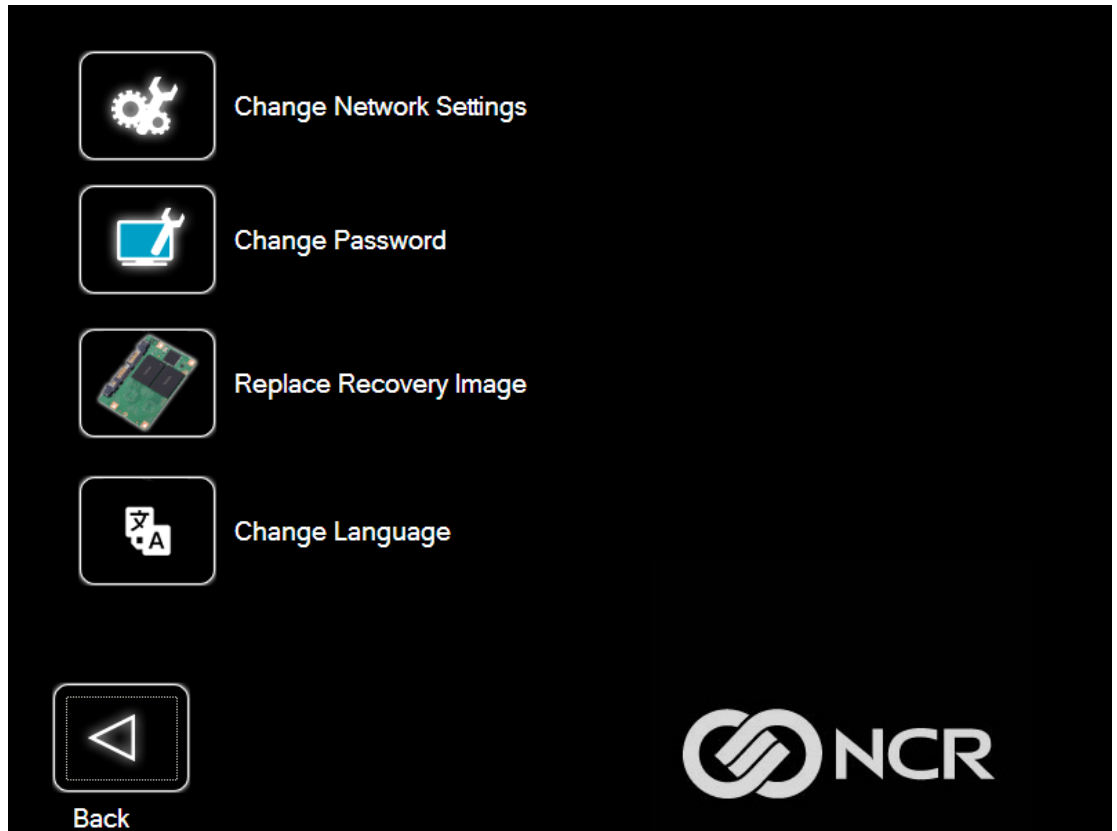 Change Network Settings
Change Password
Replace Recovery Image
文
A
Change Language
Back
NCR